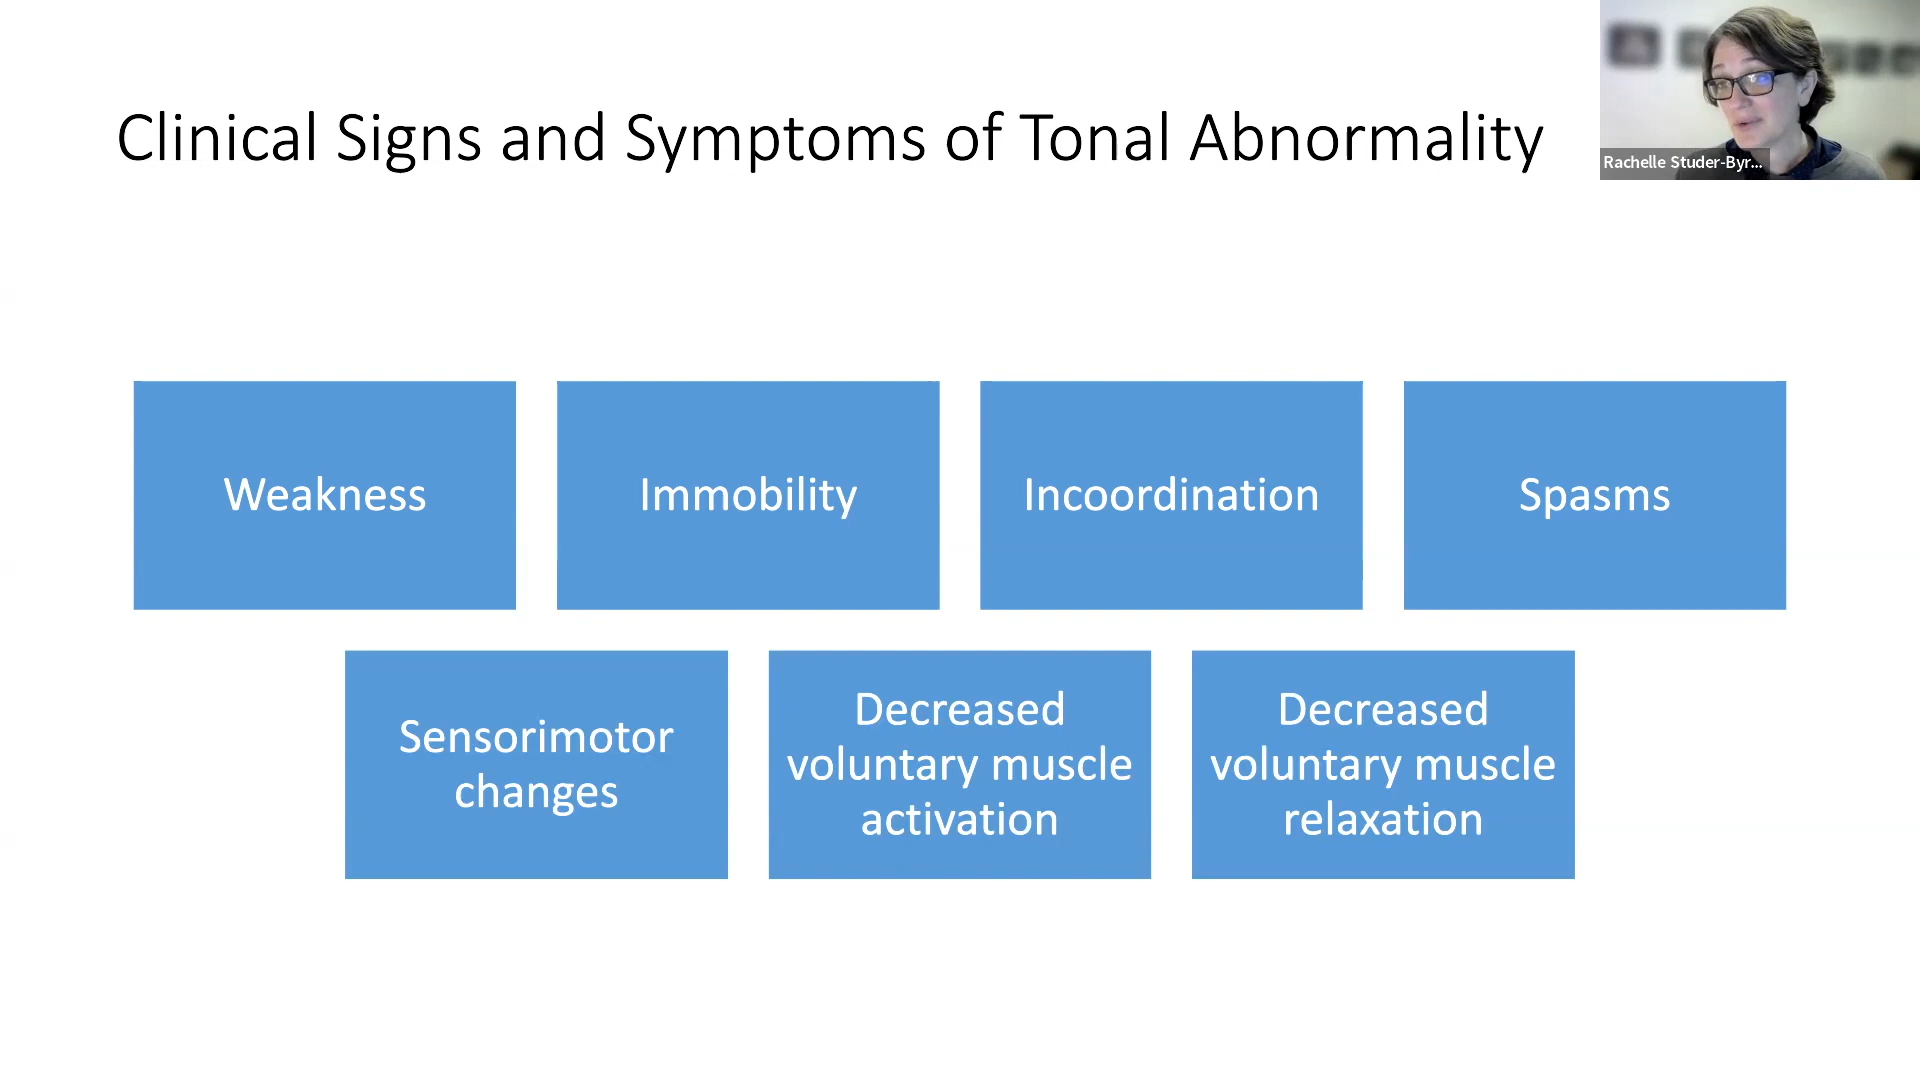 Clinical Signs and Symptoms of Tonal Abnormality
Rachelle Studer-Byr...
Weakness
Immobility
Incoordination
Spasms
Sensorimotor
changes
Decreased
voluntary muscle
activation
Decreased
voluntary muscle
relaxation